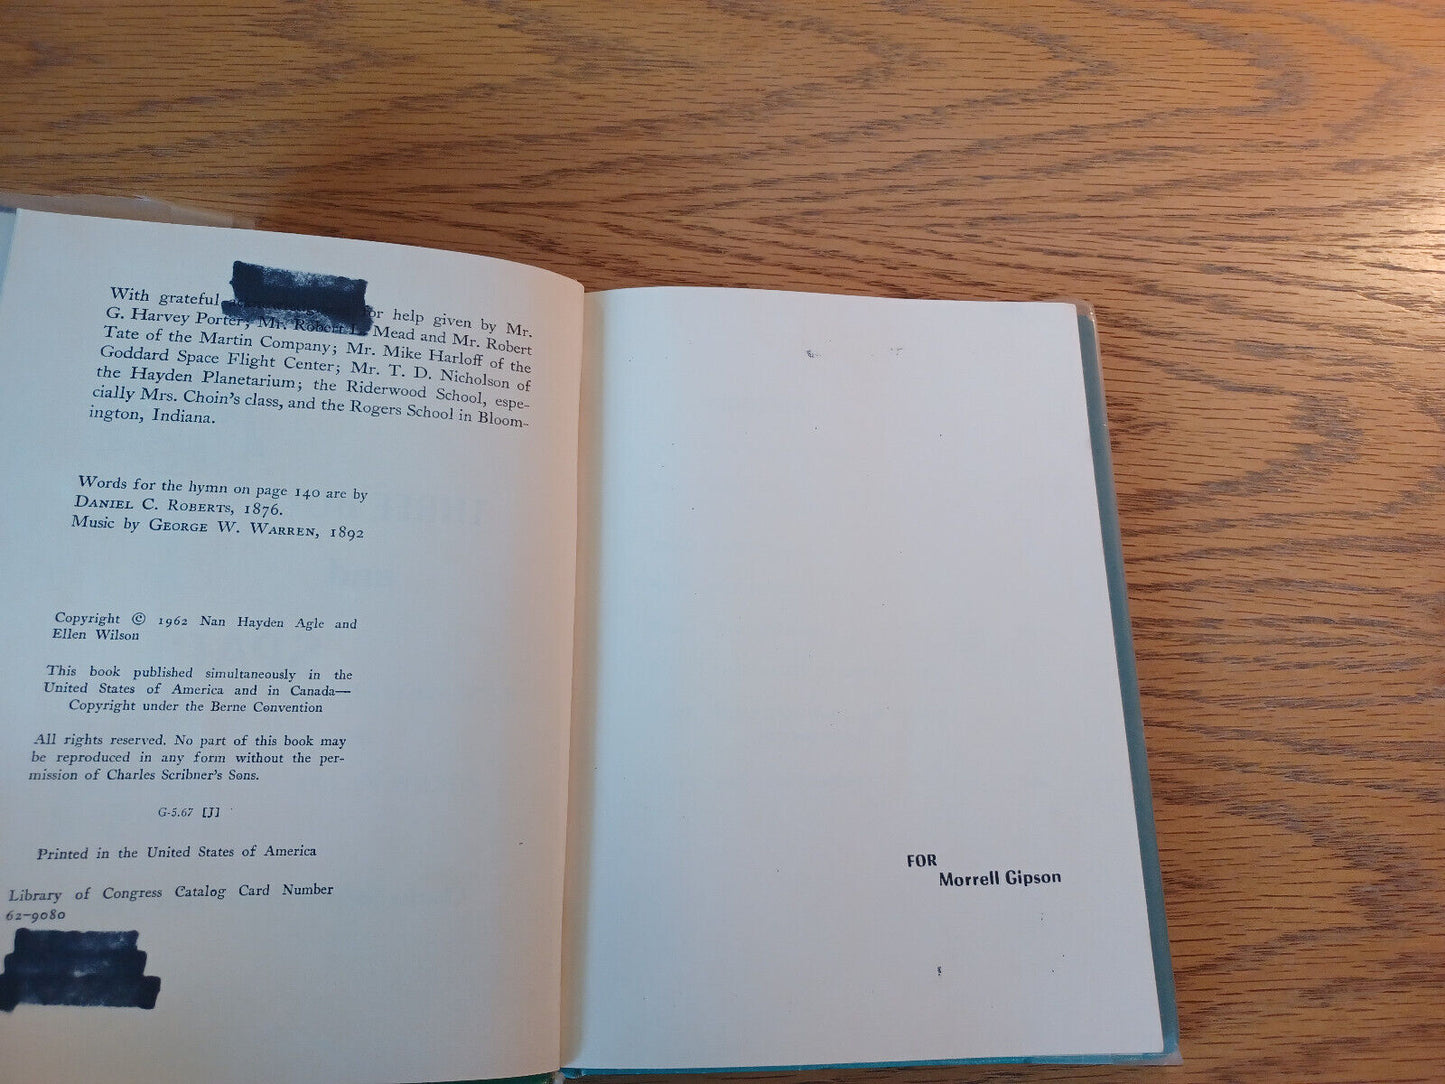 With grateful for help given by Mr.
G. Harvey Porter; Mr. Robert L. Mead and Mr. Robert
Tate of the Martin Company; Mr. Mike Harloff of the
Goddard Space Flight Center; Mr. T. D. Nicholson of
the Hayden Planetarium; the Riderwood School, espe-
cially Mrs. Choin's class, and the Rogers School in Bloom-
ington, Indiana.
Words for the hymn on page 140 are by
DANIEL C. ROBERTS, 1876.
Music by GEORGE W. WARREN, 1892
Copyright © 1962 Nan Hayden Agle and
Ellen Wilson
This book published simultaneously in the
United States of America and in Canada—
Copyright under the Berne Convention
All rights reserved. No part of this book may
be reproduced in any form without the per-
mission of Charles Scribner's Sons.
G-5.67 [J]
Printed in the United States of America
Library of Congress Catalog Card Number
62-9080
FOR
Morrell Gipson